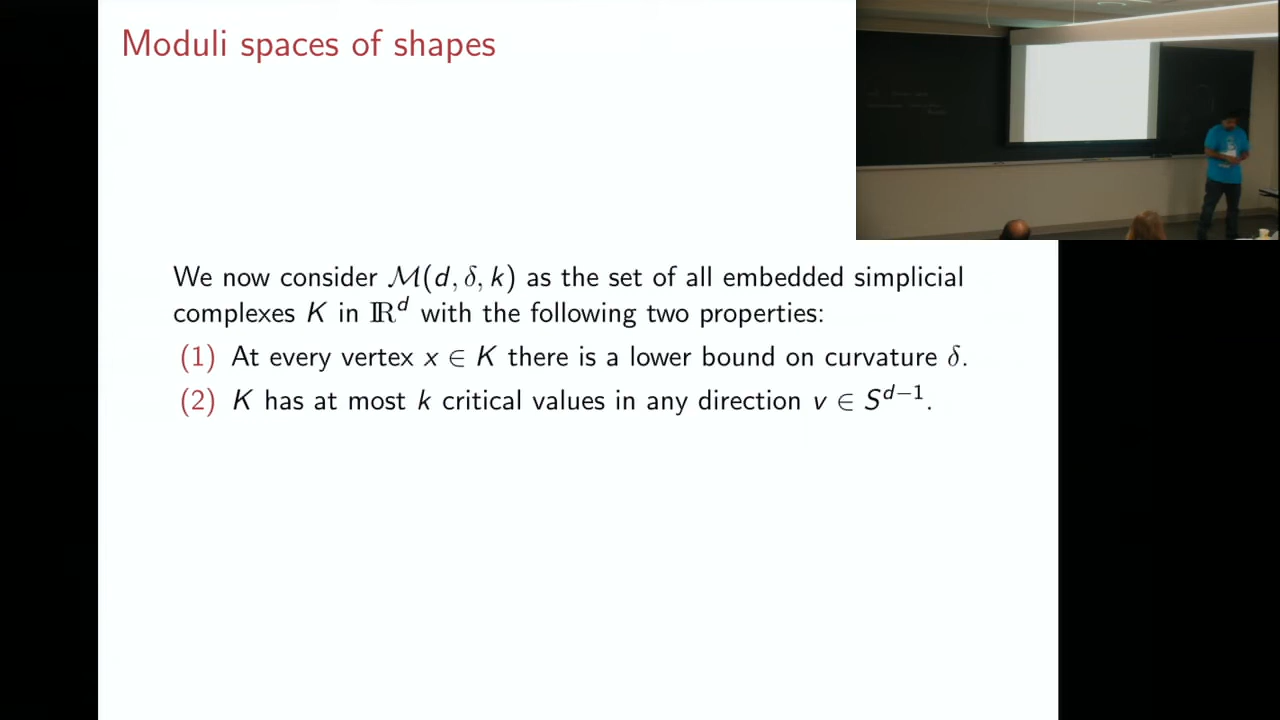 Moduli spaces of shapes
We now consider ℳ(d, δ, k) as the set of all embedded simplicial
complexes K in ℝ^d with the following two properties:
(1) At every vertex x ∈ K there is a lower bound on curvature δ.
(2) K has at most k critical values in any direction v ∈ S^{d−1}.